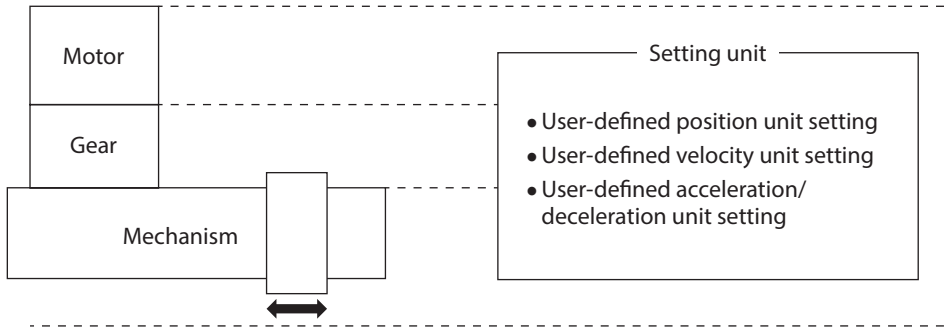 Motor
Gear
Mechanism
Setting unit
• User-defined position unit setting
• User-defined velocity unit setting
• User-defined acceleration/
deceleration unit setting